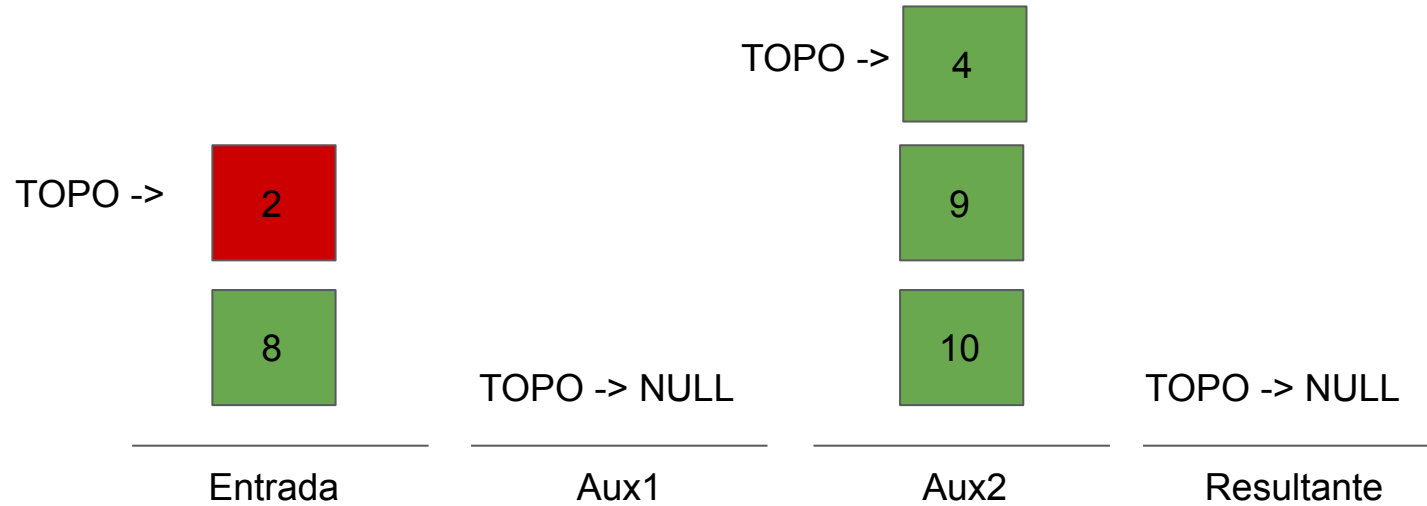 TOPO -> 4
TOPO -> 2 9
8 10
TOPO -> NULL TOPO -> NULL
Entrada Aux1 Aux2 Resultante